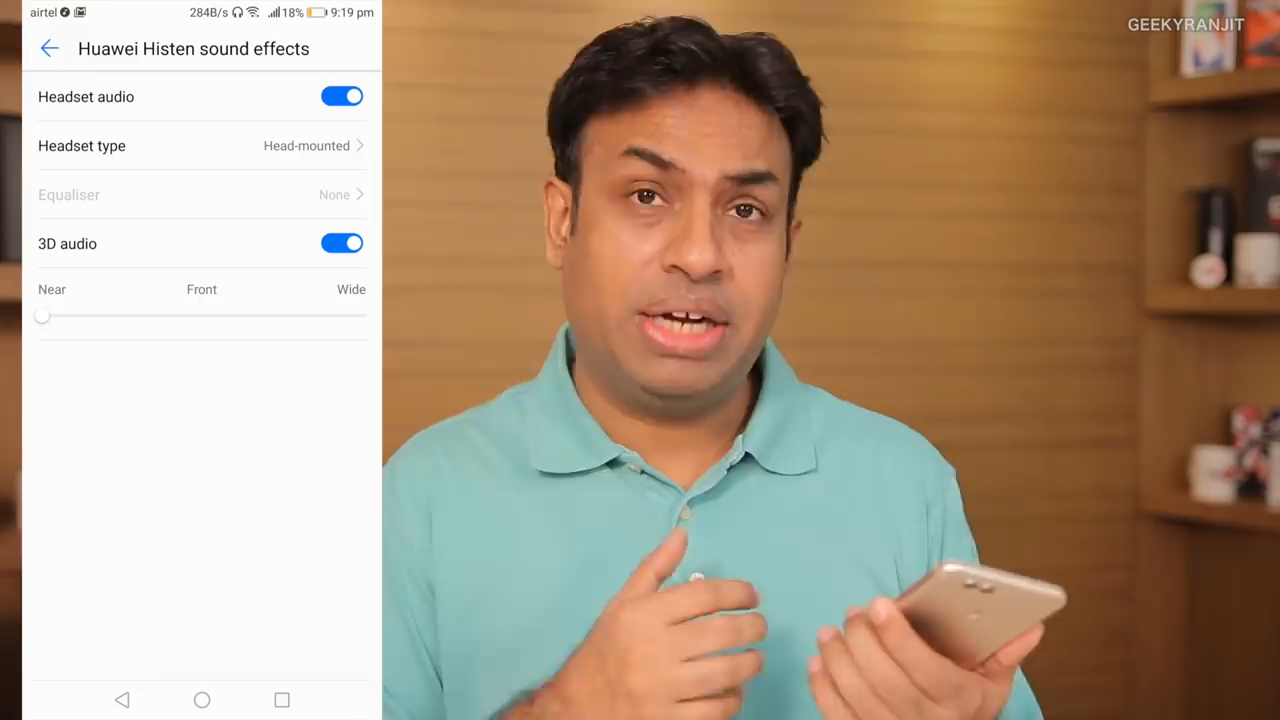 airtel 284B/s 18% 9:19 pm
GEEKYRANJIT
Huawei Histen sound effects
Headset audio
Headset type Head-mounted
Equaliser None
3D audio
Near Front Wide